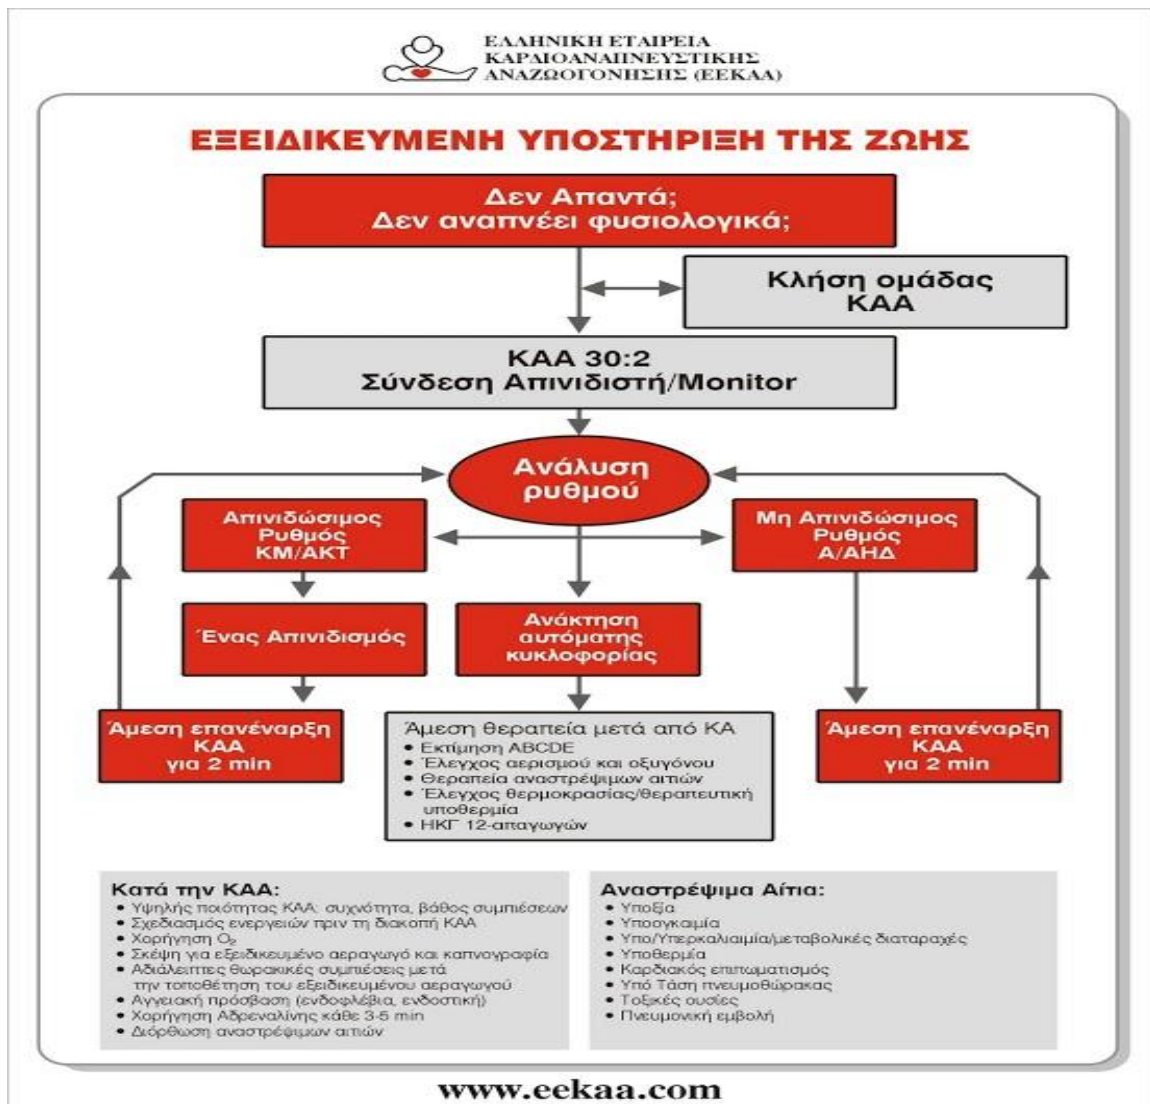 ΕΛΛΗΝΙΚΗ ΕΤΑΙΡΕΙΑ
ΚΑΡΔΙΟΑΝΑΠΝΕΥΣΤΙΚΗΣ
ΑΝΑΖΩΟΓΟΝΗΣΗΣ (ΕΕΚΑΑ)
ΕΞΕΙΔΙΚΕΥΜΕΝΗ ΥΠΟΣΤΗΡΙΞΗ ΤΗΣ ΖΩΗΣ
Δεν Απαντά;
Δεν αναπνέει φυσιολογικά;
Κλήση ομάδας
ΚΑΑ
ΚΑΑ 30:2
Σύνδεση Απινιδιστή/Monitor
Ανάλυση
ρυθμού
Απινιδώσιμος
Ρυθμός
ΚΜ/ΑΚΤ
Μη Απινιδώσιμος
Ρυθμός
Α/ΑΗΔ
Ένας Απινιδισμός
Ανάκτηση
αυτόματης
κυκλοφορίας
Άμεση επανέναρξη
ΚΑΑ
για 2 min
Άμεση θεραπεία μετά από ΚΑ
• Εκτίμηση ABCDE
• Έλεγχος αερισμού και οξυγόνου
• Θεραπεία αναστρέψιμων αιτιών
• Έλεγχος θερμοκρασίας/θεραπευτική
υποθερμία
• ΗΚΓ 12-απαγωγών
Άμεση επανέναρξη
ΚΑΑ
για 2 min
Κατά την ΚΑΑ:
• Υψηλής ποιότητας ΚΑΑ: συχνότητα, βάθος συμπιέσεων
• Σχεδιασμός ενεργειών πριν τη διακοπή ΚΑΑ
• Χορήγηση O₂
• Σκέψη για εξειδικευμένο αεραγωγό και καπνογραφία
• Αδιάλειπτες θωρακικές συμπιέσεις μετά
την τοποθέτηση του εξειδικευμένου αεραγωγού
• Αγγειακή πρόσβαση (ενδοφλέβια, ενδοστική)
• Χορήγηση Αδρεναλίνης κάθε 3-5 min
• Διόρθωση αναστρέψιμων αιτιών
Αναστρέψιμα Αίτια:
• Υποξία
• Υποογκαιμία
• Υπο/Υπερκαλιαιμία/μεταβολικές διαταραχές
• Υποθερμία
• Καρδιακός επιπωματισμός
• Υπό Τάση πνευμοθώρακας
• Τοξικές ουσίες
• Πνευμονική εμβολή
www.eekaa.com